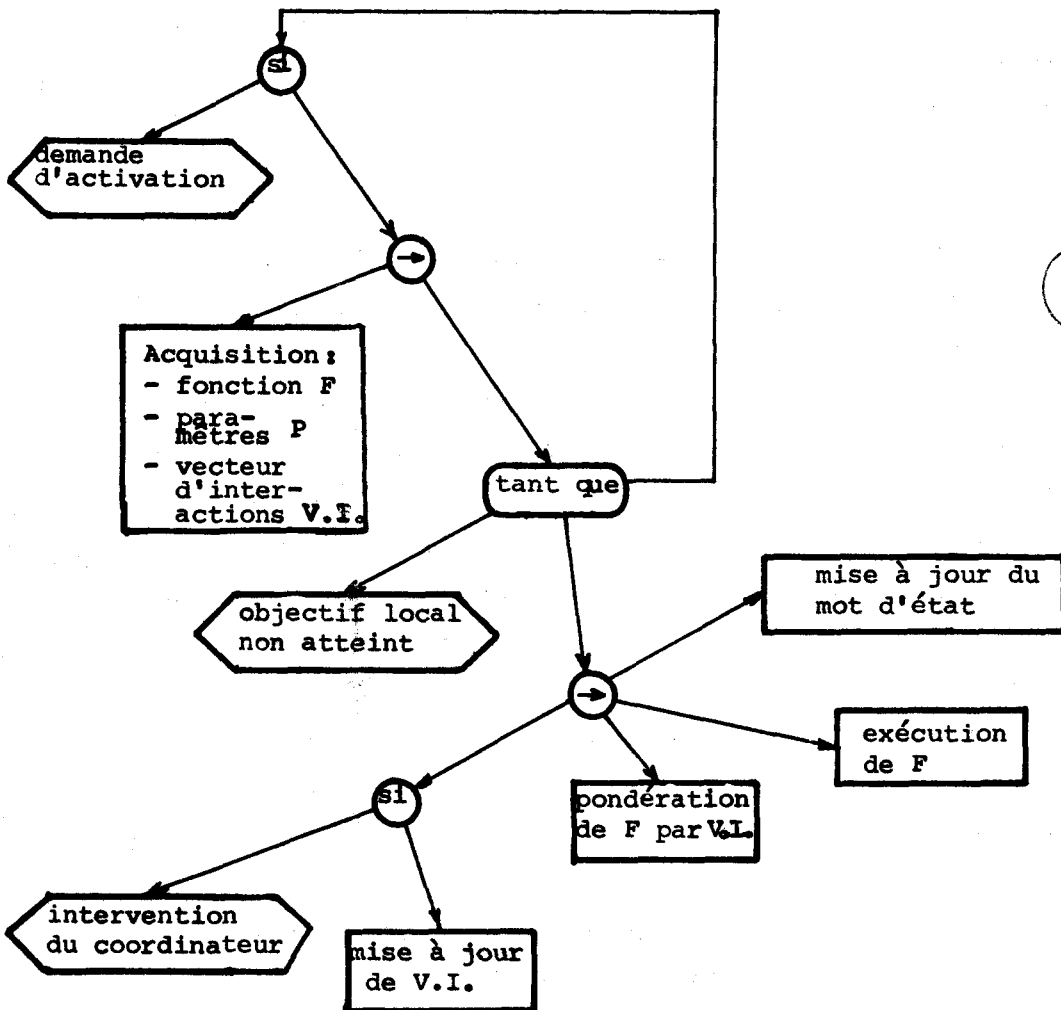 si
demande
d'activation
→
Acquisition:
- fonction F
- para-
mètres P
- vecteur
d'inter-
actions V.I.
tant que
objectif local
non atteint
mise à jour du
mot d'état
→
exécution
de F
si
pondération
de F par V.I.
intervention
du coordinateur
mise à jour
de V.I.